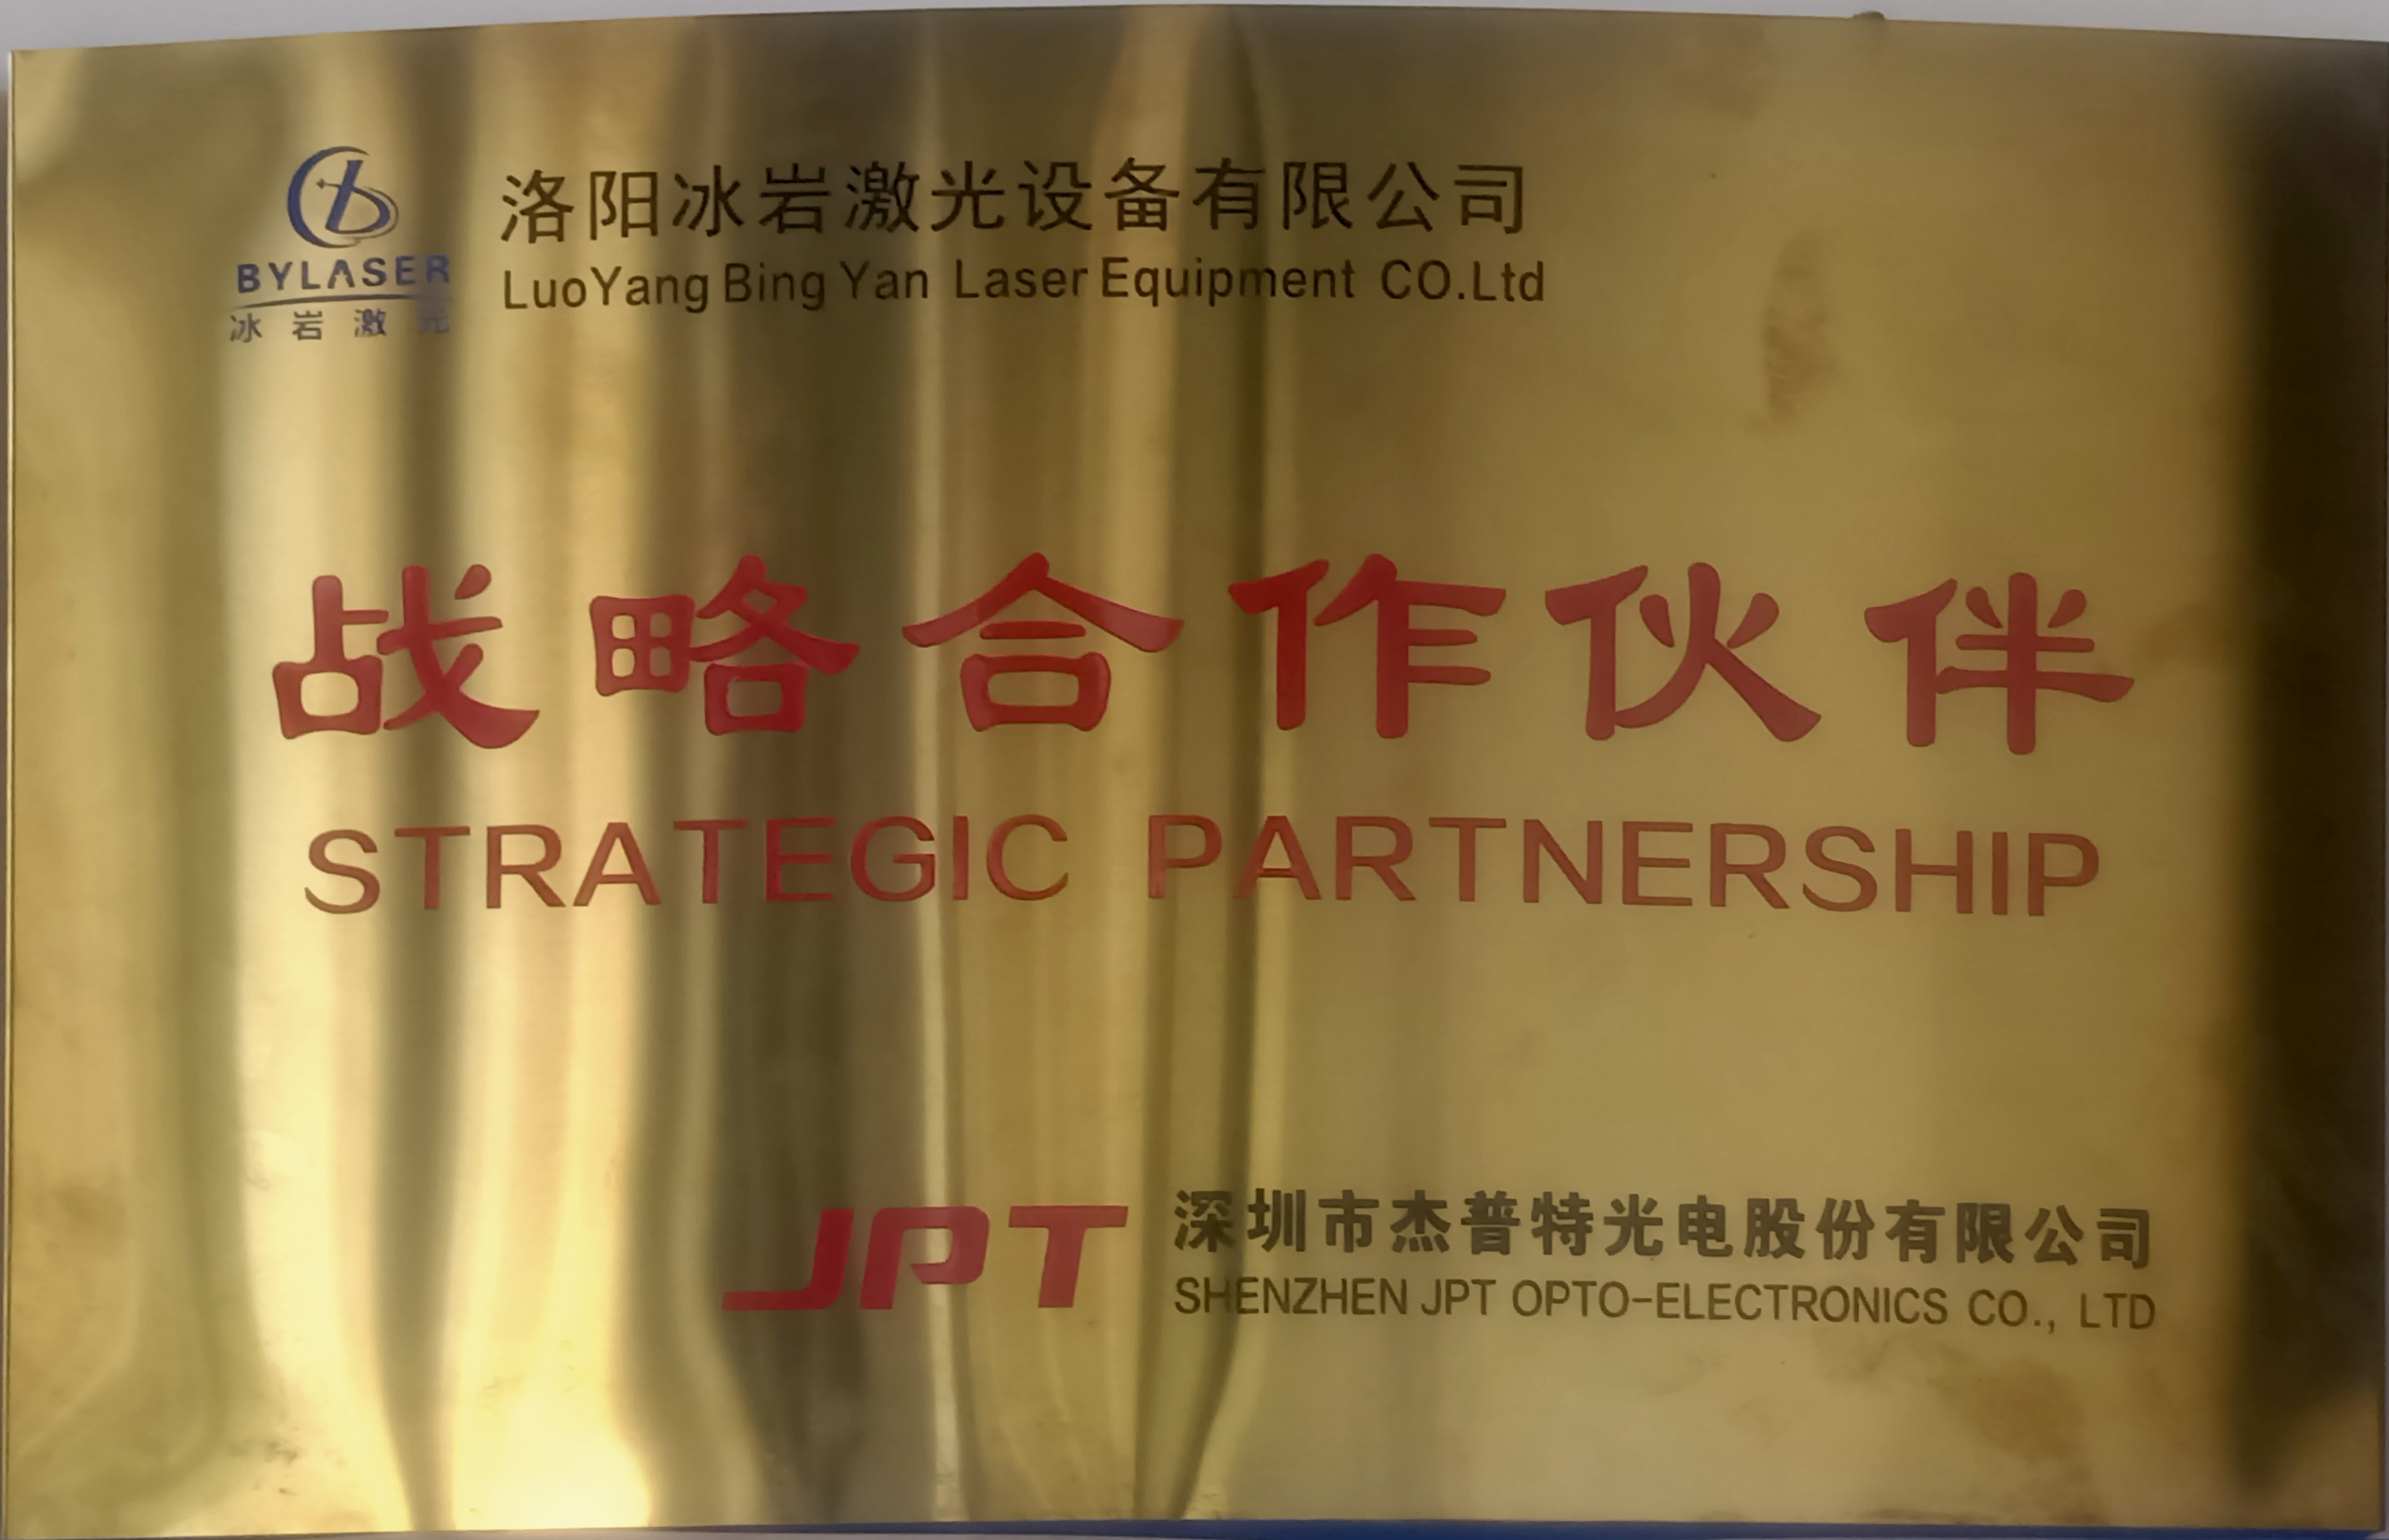 洛阳冰岩激光设备有限公司
LuoYang Bing Yan Laser Equipment CO.Ltd
BYLASER
冰岩激光
战略合作伙伴
STRATEGIC PARTNERSHIP
JPT
深圳市杰普特光电股份有限公司
SHENZHEN JPT OPTO-ELECTRONICS CO., LTD